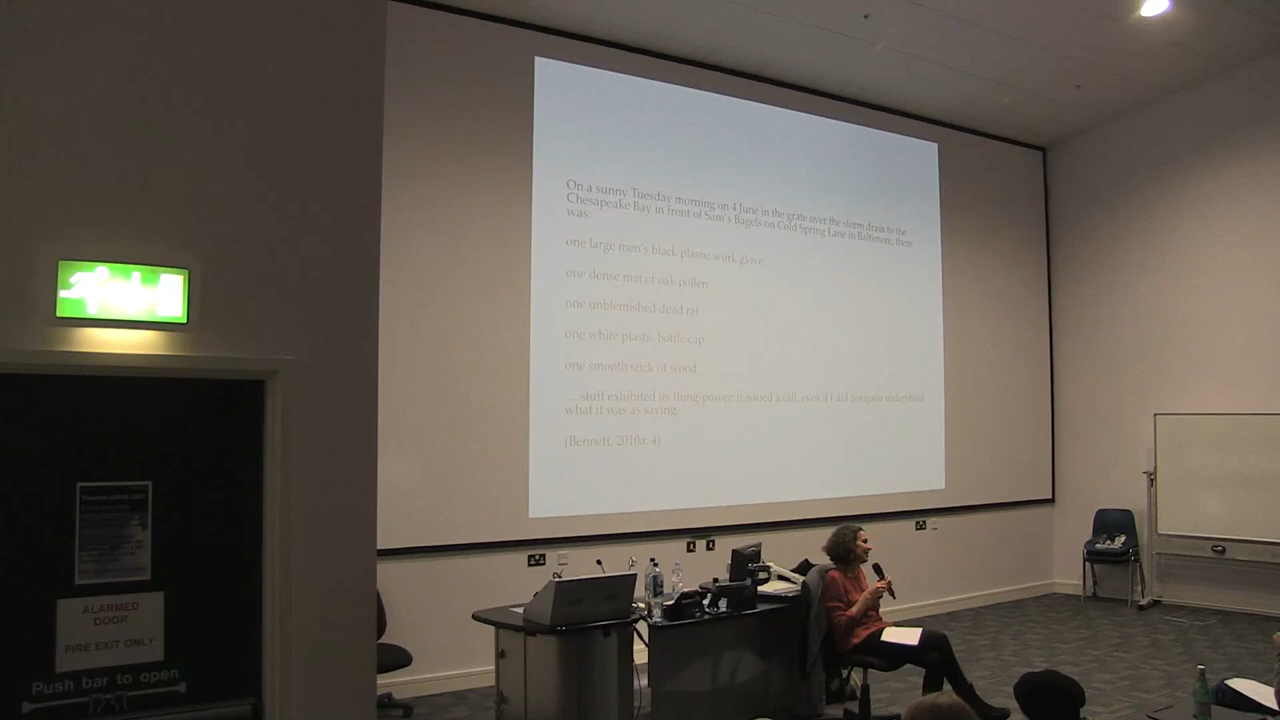 On a sunny Tuesday morning on 4 June in the grate over the storm drain to the
Chesapeake Bay in front of Sam's Bagels on Cold Spring Lane in Baltimore, there
was:
one large men's black plastic work glove
one dense mat of oak pollen
one unblemished dead rat
one white plastic bottle cap
one smooth stick of wood
…stuff exhibited its thing-power: it issued a call, even if I did not quite understand
what it was as saying.
(Bennett, 2010a: 4)
ALARMED
DOOR
FIRE EXIT ONLY
Push bar to open